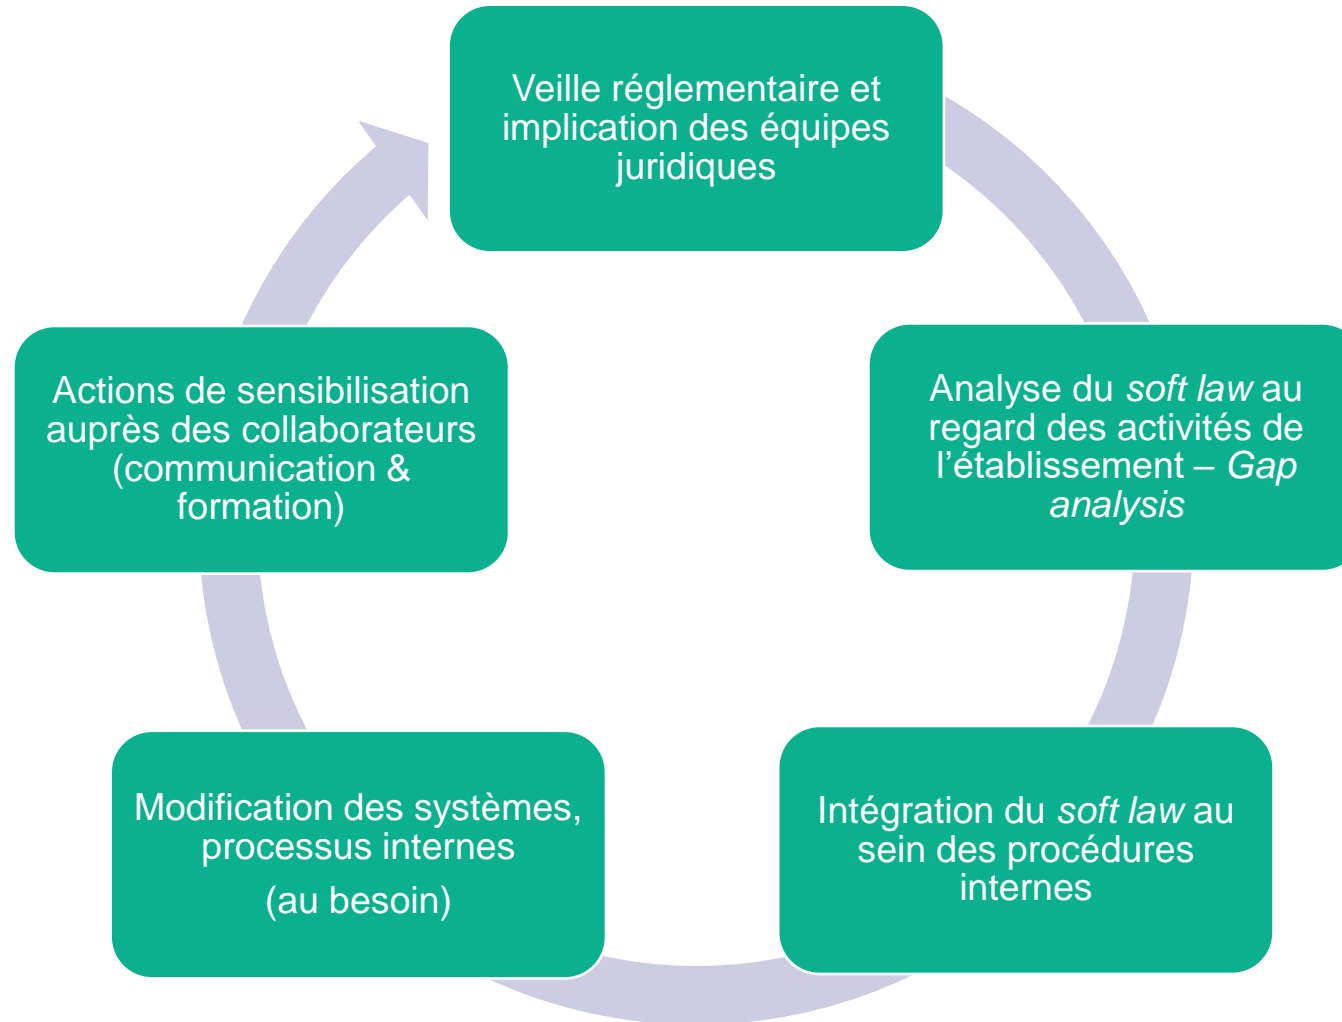 Veille réglementaire et
implication des équipes
juridiques
Analyse du soft law au
regard des activités de
l’établissement – Gap
analysis
Intégration du soft law au
sein des procédures
internes
Modification des systèmes,
processus internes
(au besoin)
Actions de sensibilisation
auprès des collaborateurs
(communication &
formation)